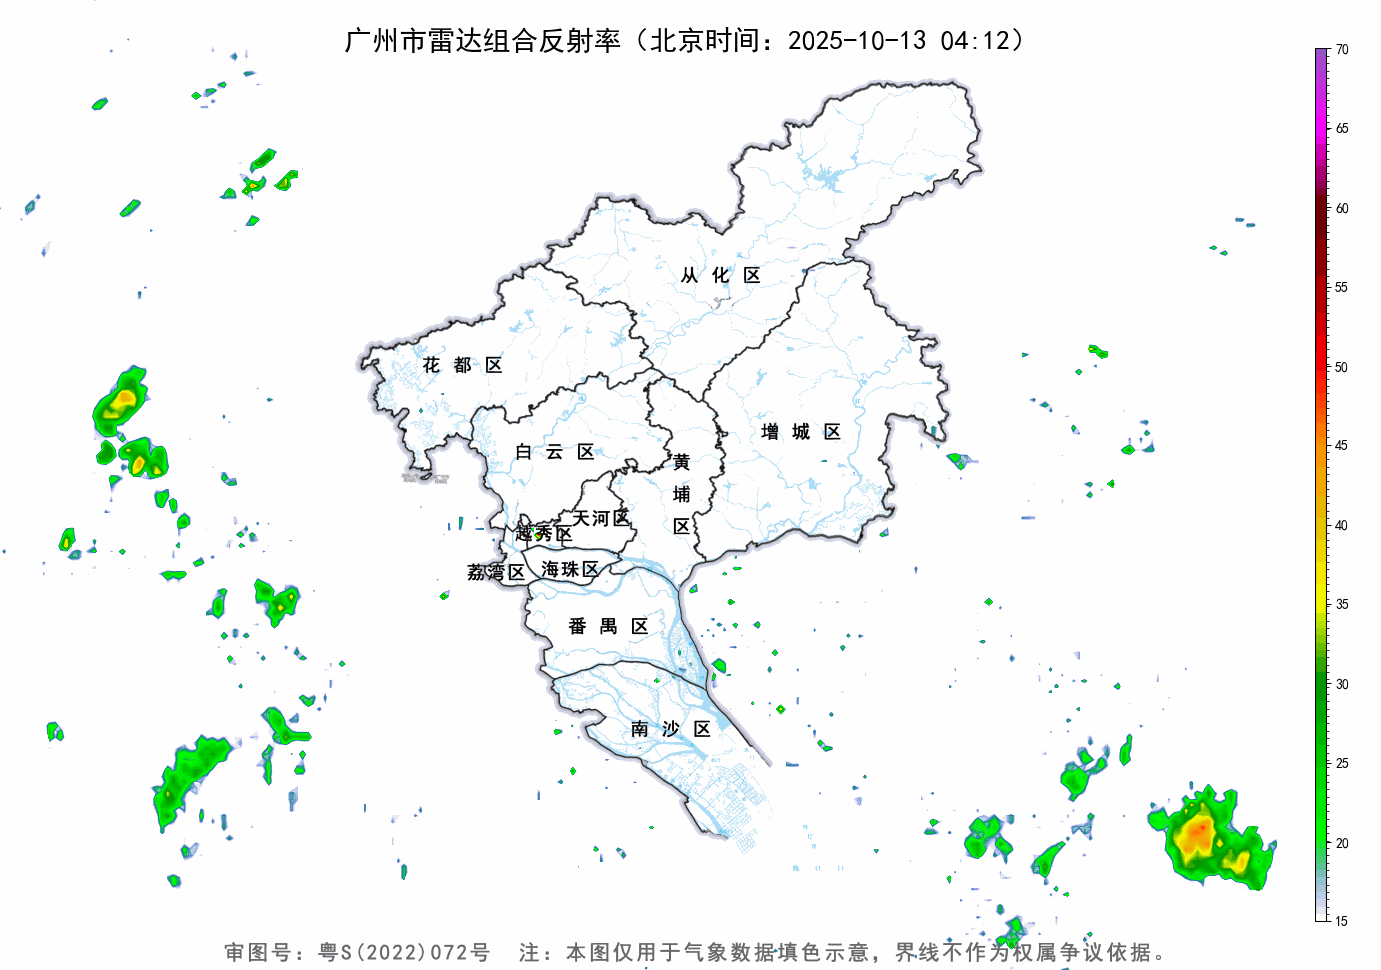 广州市雷达组合反射率（北京时间：2025-10-13 04:12）
70
65
60
55
50
45
40
35
30
25
20
15
从化区
花都区
增城区
白云区
黄埔区
天河区
越秀区
海珠区
荔湾区
番禺区
南沙区
审图号：粤S(2022)072号 注：本图仅用于气象数据填色示意，界线不作为权属争议依据。